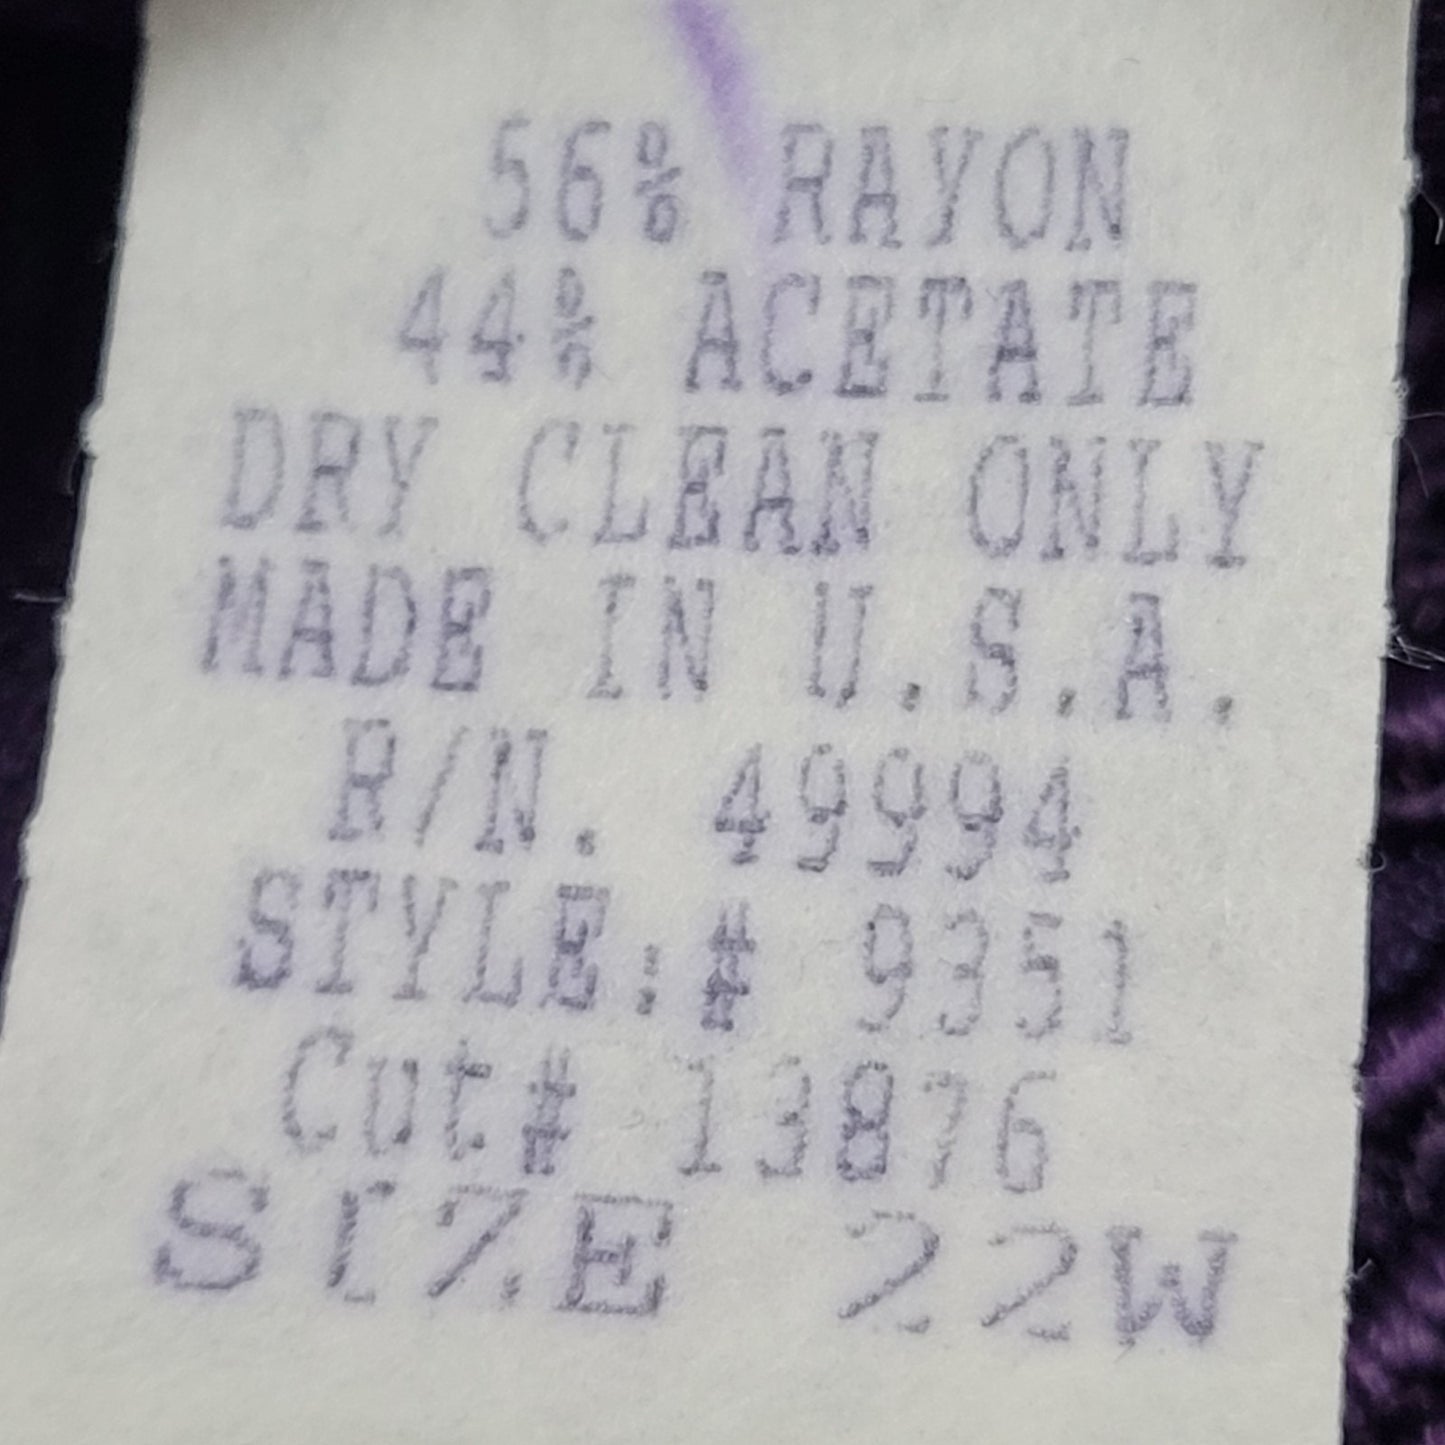 56% RAYON
44% ACETATE
DRY CLEAN ONLY
MADE IN U.S.A.
R/N. 49994
STYLE:# 9351
Cut# 13876
SIZE 22W